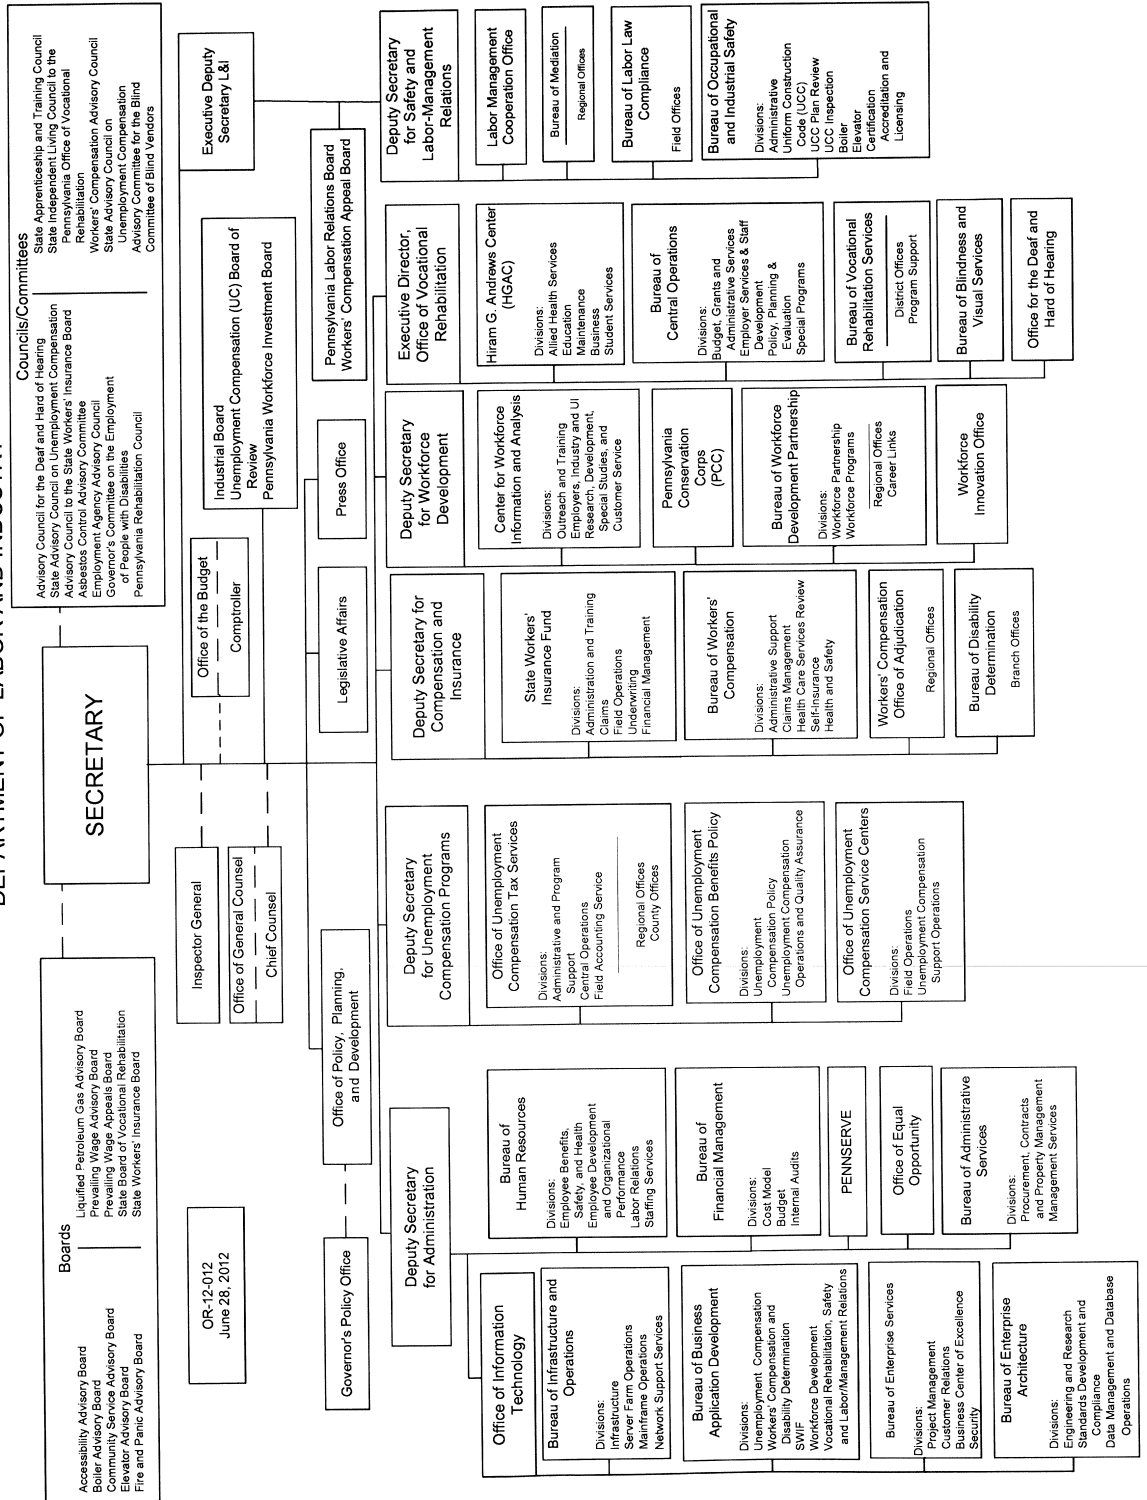 DEPARTMENT OF LABOR AND INDUSTRY
SECRETARY
Boards
Accessibility Advisory Board
Boiler Advisory Board
Community Service Advisory Board
Elevator Advisory Board
Fire and Panic Advisory Board
Liquified Petroleum Gas Advisory Board
Prevailing Wage Advisory Board
Prevailing Wage Appeals Board
State Board of Vocational Rehabilitation
State Workers' Insurance Board
Councils/Committees
Advisory Council for the Deaf and Hard of Hearing
State Advisory Council on Unemployment Compensation
Advisory Council to the State Workers' Insurance Board
Asbestos Control Advisory Committee
Employment Agency Advisory Council
Governor's Committee on the Employment
of People with Disabilities
Pennsylvania Rehabilitation Council
State Apprenticeship and Training Council
State Independent Living Council to the
Pennsylvania Office of Vocational
Rehabilitation
Workers' Compensation Advisory Council
State Advisory Council on
Unemployment Compensation
Advisory Committee for the Blind
Committee of Blind Vendors
OR-12-012
June 28, 2012
Inspector General
Office of General Counsel
Chief Counsel
Office of the Budget
Comptroller
Executive Deputy
Secretary L&I
Industrial Board
Unemployment Compensation (UC) Board of
Review
Pennsylvania Workforce Investment Board
Pennsylvania Labor Relations Board
Workers' Compensation Appeal Board
Governor's Policy Office
Office of Policy, Planning,
and Development
Legislative Affairs
Press Office
Deputy Secretary
for Administration
Office of Information
Technology
Bureau of Infrastructure and
Operations
Divisions:
Infrastructure
Server Farm Operations
Mainframe Operations
Network Support Services
Bureau of Business
Application Development
Divisions:
Unemployment Compensation
Workers' Compensation and
Disability Determination
SWIF
Workforce Development
Vocational Rehabilitation, Safety
and Labor/Management Relations
Bureau of Enterprise Services
Divisions:
Project Management
Customer Relations
Business Center of Excellence
Security
Bureau of Enterprise
Architecture
Divisions:
Engineering and Research
Standards Development and
Compliance
Data Management and Database
Operations
Bureau of
Human Resources
Divisions:
Employee Benefits,
Safety, and Health
Employee Development
and Organizational
Performance
Labor Relations
Staffing Services
Bureau of
Financial Management
Divisions:
Cost Model
Budget
Internal Audits
PENNSERVE
Office of Equal
Opportunity
Bureau of Administrative
Services
Divisions:
Procurement, Contracts
and Property Management
Management Services
Deputy Secretary
for Unemployment
Compensation Programs
Office of Unemployment
Compensation Tax Services
Divisions:
Administrative and Program
Support
Central Operations
Field Accounting Service
Regional Offices
County Offices
Office of Unemployment
Compensation Benefits Policy
Divisions:
Unemployment
Compensation Policy
Unemployment Compensation
Operations and Quality Assurance
Office of Unemployment
Compensation Service Centers
Divisions:
Field Operations
Unemployment Compensation
Support Operations
Deputy Secretary for
Compensation and
Insurance
State Workers'
Insurance Fund
Divisions:
Administration and Training
Claims
Field Operations
Underwriting
Financial Management
Bureau of Workers'
Compensation
Divisions:
Administrative Support
Claims Management
Health Care Services Review
Self-Insurance
Health and Safety
Workers' Compensation
Office of Adjudication
Regional Offices
Bureau of Disability
Determination
Branch Offices
Deputy Secretary
for Workforce
Development
Center for Workforce
Information and Analysis
Divisions:
Outreach and Training
Employers, Industry and UI
Research, Development,
Special Studies, and
Customer Service
Pennsylvania
Conservation
Corps
(PCC)
Bureau of Workforce
Development Partnership
Divisions:
Workforce Partnership
Workforce Programs
Regional Offices
Career Links
Workforce
Innovation Office
Executive Director,
Office of Vocational
Rehabilitation
Hiram G. Andrews Center
(HGAC)
Divisions:
Allied Health Services
Education
Maintenance
Business
Student Services
Bureau of
Central Operations
Divisions:
Budget, Grants and
Administrative Services
Employer Services & Staff
Development
Policy, Planning &
Evaluation
Special Programs
Bureau of Vocational
Rehabilitation Services
District Offices
Program Support
Bureau of Blindness and
Visual Services
Office for the Deaf and
Hard of Hearing
Deputy Secretary
for Safety and
Labor-Management
Relations
Labor Management
Cooperation Office
Bureau of Mediation
Regional Offices
Bureau of Labor Law
Compliance
Field Offices
Bureau of Occupational
and Industrial Safety
Divisions:
Administrative
Uniform Construction
Code (UCC)
UCC Plan Review
UCC Inspection
Boiler
Elevator
Certification
Accreditation and
Licensing